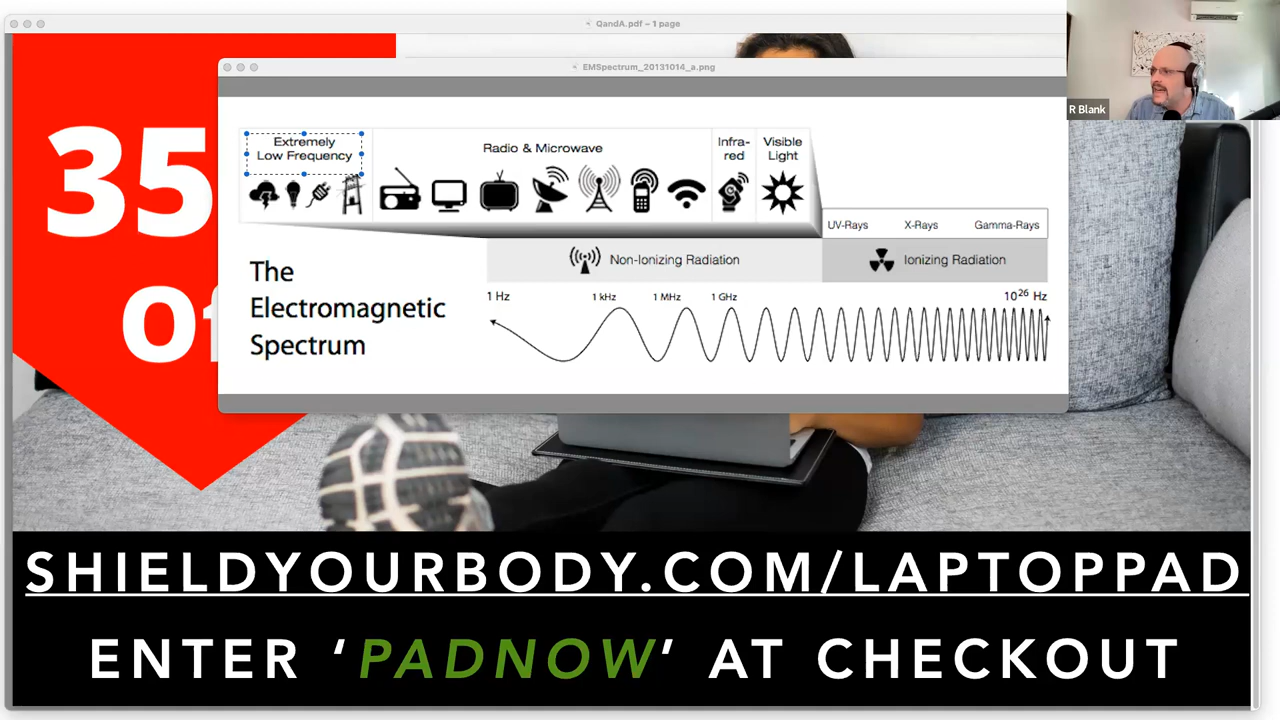 QandA.pdf – 1 page
EMSpectrum_20131014_a.png
R Blank
35
Of
Extremely
Low Frequency
Radio & Microwave
Infra-
red
Visible
Light
UV-Rays
X-Rays
Gamma-Rays
Non-Ionizing Radiation
Ionizing Radiation
The
Electromagnetic
Spectrum
1 Hz
1 kHz
1 MHz
1 GHz
10²⁶ Hz
SHIELDYOURBODY.COM/LAPTOPPAD
ENTER ‘PADNOW’ AT CHECKOUT